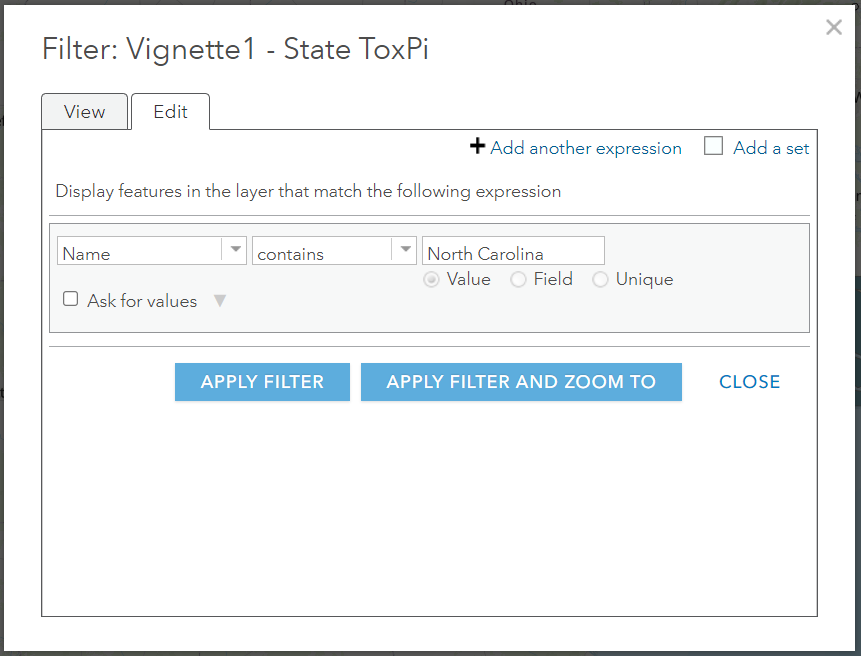 Filter: Vignette1 - State ToxPi
View Edit
Add another expression Add a set
Display features in the layer that match the following expression
Name contains North Carolina
Value Field Unique
Ask for values
APPLY FILTER APPLY FILTER AND ZOOM TO CLOSE